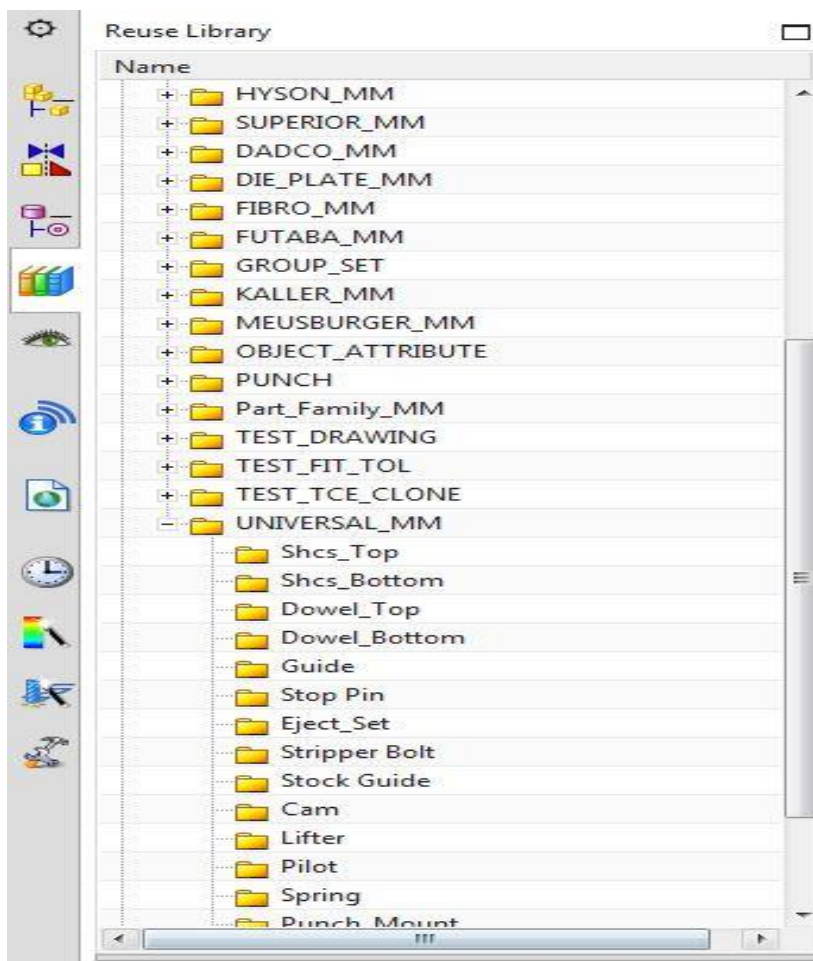 Reuse Library
Name
HYSON_MM
SUPERIOR_MM
DADCO_MM
DIE_PLATE_MM
FIBRO_MM
FUTABA_MM
GROUP_SET
KALLER_MM
MEUSBURGER_MM
OBJECT_ATTRIBUTE
PUNCH
Part_Family_MM
TEST_DRAWING
TEST_FIT_TOL
TEST_TCE_CLONE
UNIVERSAL_MM
Shcs_Top
Shcs_Bottom
Dowel_Top
Dowel_Bottom
Guide
Stop Pin
Eject_Set
Stripper Bolt
Stock Guide
Cam
Lifter
Pilot
Spring
Punch_Mount